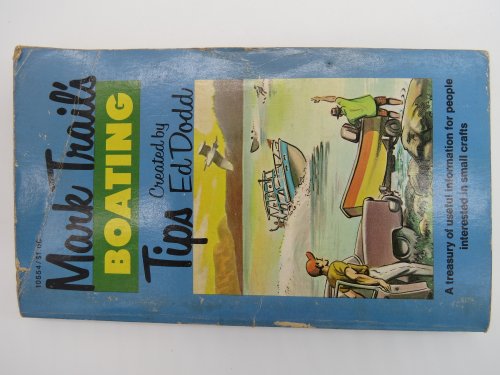 Mark Trail's
BOATING
Tips
Created by
Ed Dodd
A treasury of useful information for people
interested in small crafts